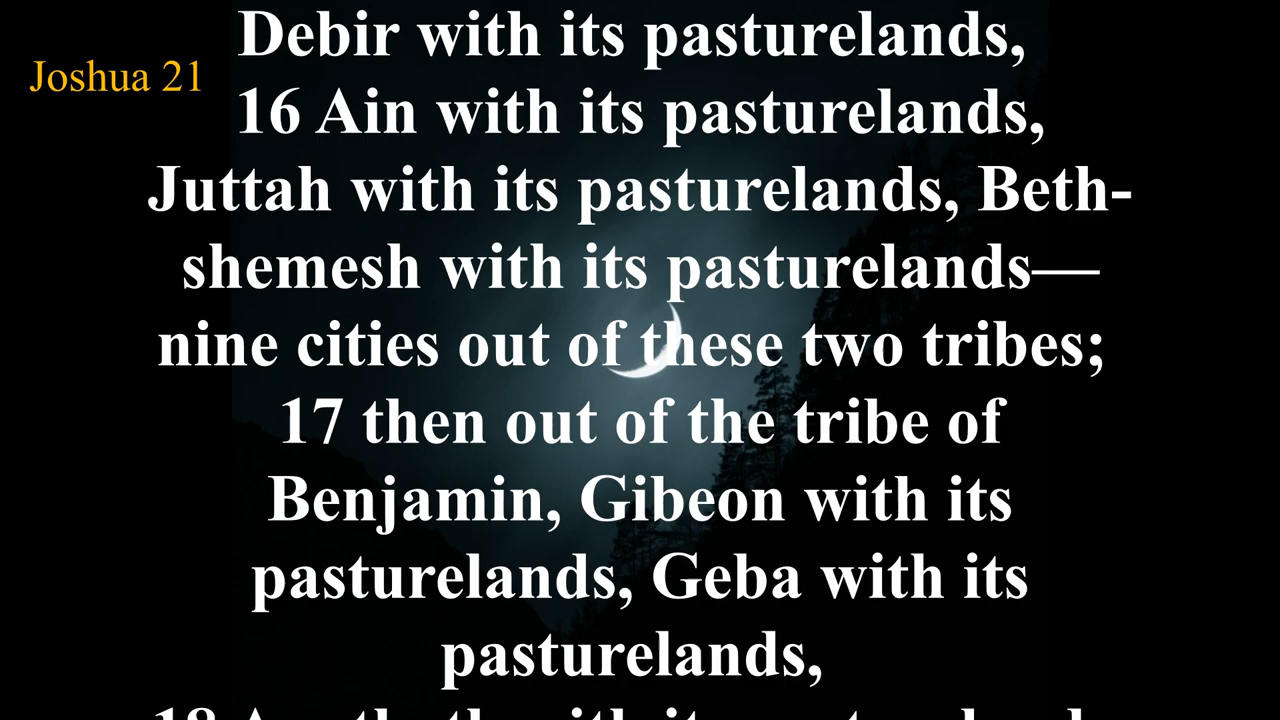 Joshua 21
Debir with its pasturelands,
16 Ain with its pasturelands,
Juttah with its pasturelands, Beth-
shemesh with its pasturelands—
nine cities out of these two tribes;
17 then out of the tribe of
Benjamin, Gibeon with its
pasturelands, Geba with its
pasturelands,